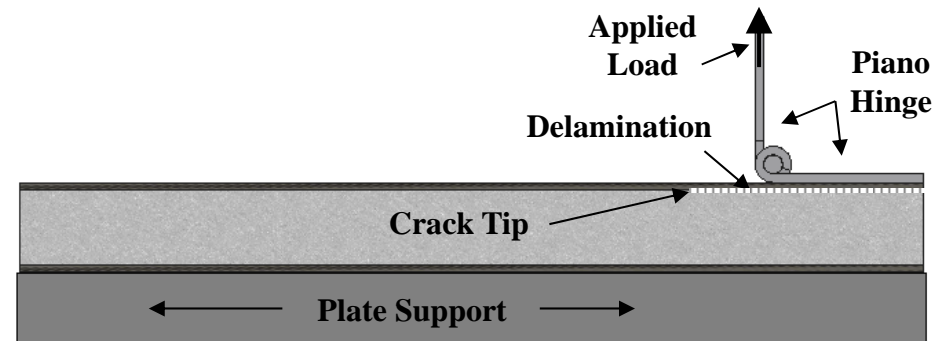 Applied
Load
Piano
Hinge
Delamination
Crack Tip
Plate Support